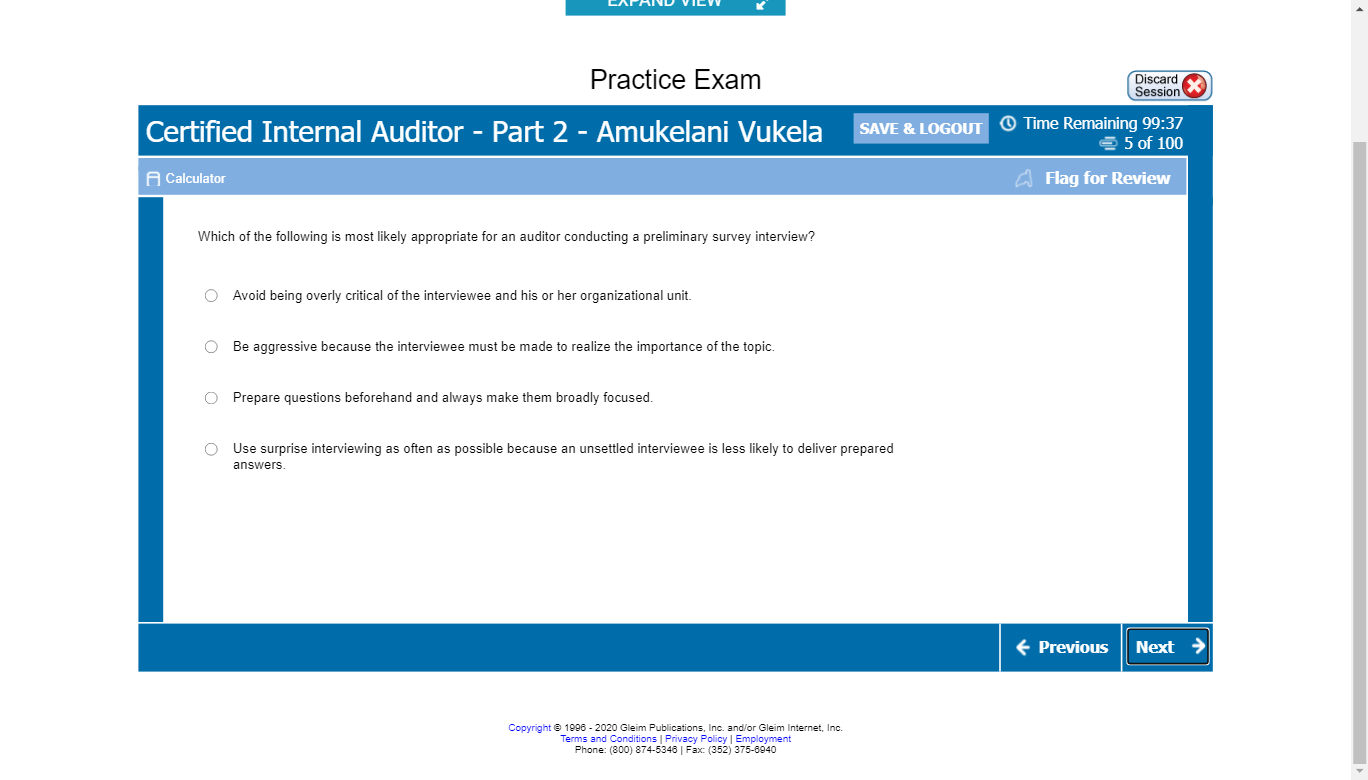 EXPAND VIEW
Practice Exam
Discard
Session
Certified Internal Auditor - Part 2 - Amukelani Vukela
SAVE & LOGOUT
Time Remaining 99:37
5 of 100
Calculator
Flag for Review
Which of the following is most likely appropriate for an auditor conducting a preliminary survey interview?
Avoid being overly critical of the interviewee and his or her organizational unit.
Be aggressive because the interviewee must be made to realize the importance of the topic.
Prepare questions beforehand and always make them broadly focused.
Use surprise interviewing as often as possible because an unsettled interviewee is less likely to deliver prepared
answers.
Previous
Next
Copyright © 1996 - 2020 Gleim Publications, Inc. and/or Gleim Internet, Inc.
Terms and Conditions | Privacy Policy | Employment
Phone: (800) 874-5346 | Fax: (352) 375-6940